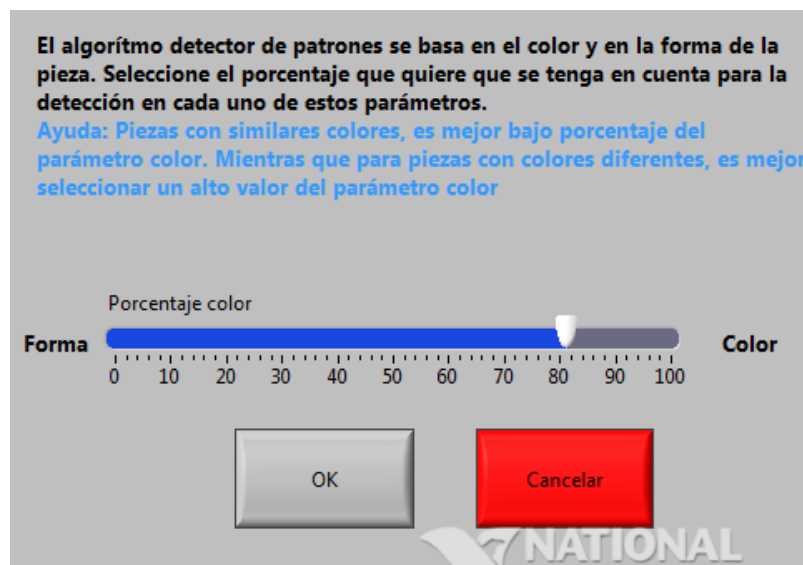 El algorítmo detector de patrones se basa en el color y en la forma de la
pieza. Seleccione el porcentaje que quiere que se tenga en cuenta para la
detección en cada uno de estos parámetros.
Ayuda: Piezas con similares colores, es mejor bajo porcentaje del
parámetro color. Mientras que para piezas con colores diferentes, es mejor
seleccionar un alto valor del parámetro color
Porcentaje color
Forma
Color
0 10 20 30 40 50 60 70 80 90 100
OK
Cancelar
NATIONAL